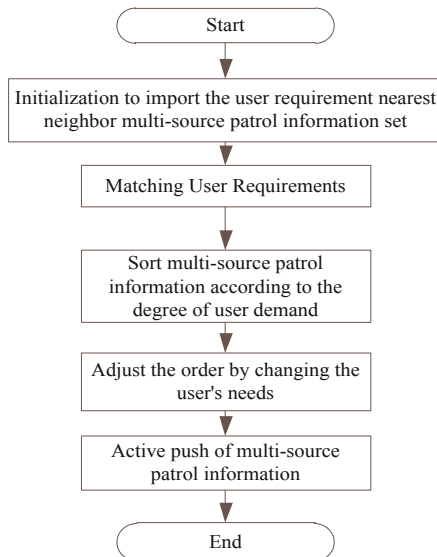 Start
Initialization to import the user requirement nearest
neighbor multi-source patrol information set
Matching User Requirements
Sort multi-source patrol
information according to the
degree of user demand
Adjust the order by changing the
user's needs
Active push of multi-source
patrol information
End